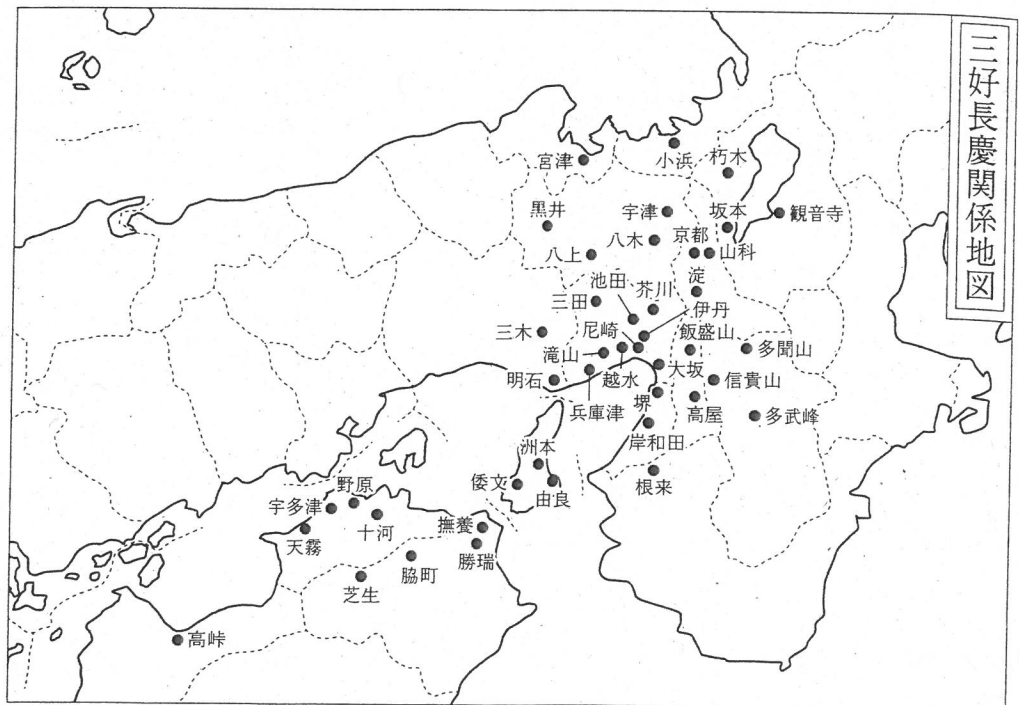 三好長慶関係地図
宮津
小浜
朽木
観音寺
黒井
宇津
坂本
八木
京都
山科
八上
淀
池田
芥川
三田
伊丹
三木
尼崎
飯盛山
多聞山
滝山
越水
大坂
信貴山
明石
兵庫津
堺
高屋
多武峰
岸和田
洲本
根来
倭文
由良
野原
宇多津
十河
撫養
天霧
勝瑞
脇町
芝生
高峠